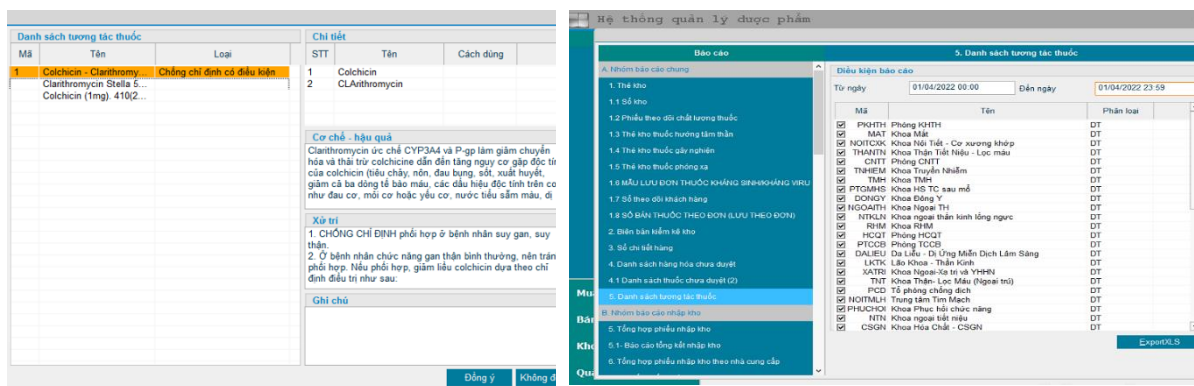 Danh sách tương tác thuốc
Mã Tên Loại
1 Colchicin - Clarithromy... Chống chỉ định có điều kiện
Clarithromycin Stella 5...
Colchicin (1mg). 410(2...
Chi tiết
STT Tên Cách dùng
1 Colchicin
2 CLArithromycin
Cơ chế - hậu quả
Clarithromycin ức chế CYP3A4 và P-gp làm giảm chuyển
hóa và thải trừ colchicine dẫn đến tăng nguy cơ gặp độc tín
của colchicin (tiêu chảy, nôn, đau bụng, sốt, xuất huyết,
giảm cả ba dòng tế bào máu, các dấu hiệu độc tính trên cơ
như đau cơ, mỏi cơ hoặc yếu cơ, nước tiểu sẫm màu, dị
Xử trí
1. CHỐNG CHỈ ĐỊNH phối hợp ở bệnh nhân suy gan, suy
thận.
2. Ở bệnh nhân chức năng gan thận bình thường, nên trán
phối hợp. Nếu phối hợp, giảm liều colchicin dựa theo chỉ
định điều trị như sau:
Ghi chú
Đồng ý Không đ
Hệ thống quản lý dược phẩm
Báo cáo
A. Nhóm báo cáo chung
1. Thẻ kho
1.1 Sổ kho
1.2 Phiếu theo dõi chất lượng thuốc
1.3 Thẻ kho thuốc hướng tâm thần
1.4 Thẻ kho thuốc gây nghiện
1.5 Thẻ kho thuốc phóng xạ
1.6 MẪU LƯU ĐƠN THUỐC KHÁNG SINH/KHÁNG VIRU
1.7 Sổ theo dõi khách hàng
1.8 SỔ BÁN THUỐC THEO ĐƠN (LƯU THEO ĐƠN)
2. Biên bản kiểm kê kho
3. Sổ chi tiết hàng
4. Danh sách hàng hóa chưa duyệt
4.1 Danh sách thuốc chưa duyệt (2)
5. Danh sách tương tác thuốc
B. Nhóm báo cáo nhập kho
5. Tổng hợp phiếu nhập kho
5.1- Báo cáo tổng kết nhập kho
6. Tổng hợp phiếu nhập kho theo nhà cung cấp
Mu
Bán
Kho
Qu
5. Danh sách tương tác thuốc
Điều kiện báo cáo
Từ ngày 01/04/2022 00:00 Đến ngày 01/04/2022 23:59
Mã Tên Phân loại
PKHTH Phòng KHTH DT
MAT Khoa Mắt DT
NOITCXK Khoa Nội Tiết - Cơ xương khớp DT
THANTN Khoa Thận Tiết Niệu - Lọc máu DT
CNTT Phòng CNTT DT
TNHIEM Khoa Truyền Nhiễm DT
TMH Khoa TMH DT
PTGMHS Khoa HS TC sau mổ DT
DONGY Khoa Đông Y DT
NGOAITH Khoa Ngoại TH DT
NTKLN Khoa ngoại thần kinh lồng ngực DT
RHM Khoa RHM DT
HCQT Phòng HCQT DT
PTCCB Phòng TCCB DT
DALIEU Da Liễu - Dị Ứng Miễn Dịch Lâm Sàng DT
LKTK Lão Khoa - Thần Kinh DT
XATRI Khoa Ngoại-Xạ trị và YHHN DT
TNT Khoa Thận- Lọc Máu (Ngoại trú) DT
PCD Tổ phòng chống dịch DT
NOITMLH Trung tâm Tim Mạch DT
PHUCHOI Khoa Phục hồi chức năng DT
NTN Khoa ngoại tiết niệu DT
CSGN Khoa Hóa Chất - CSGN DT
ExportXLS